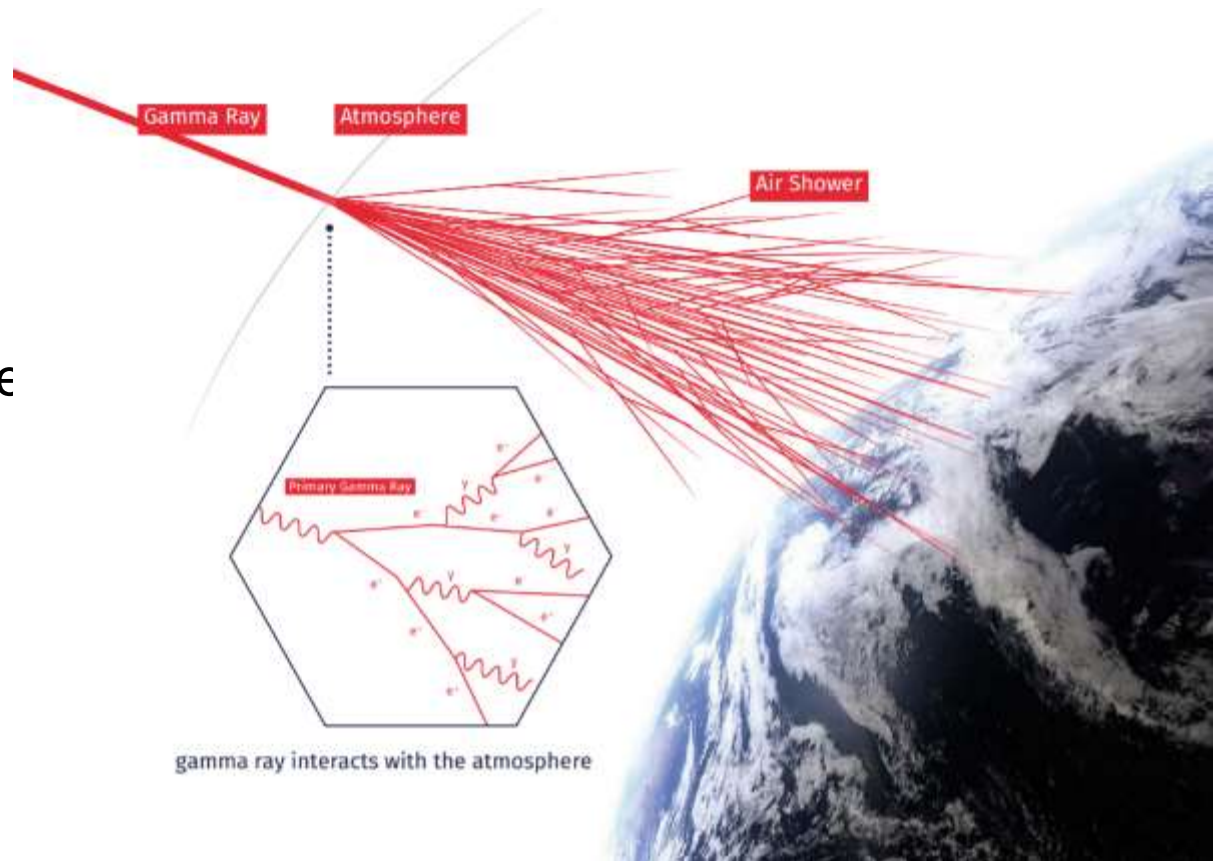 Gamma Ray
Atmosphere
Air Shower
e
Primary Gamma Ray
γ
γ
γ
γ
gamma ray interacts with the atmosphere